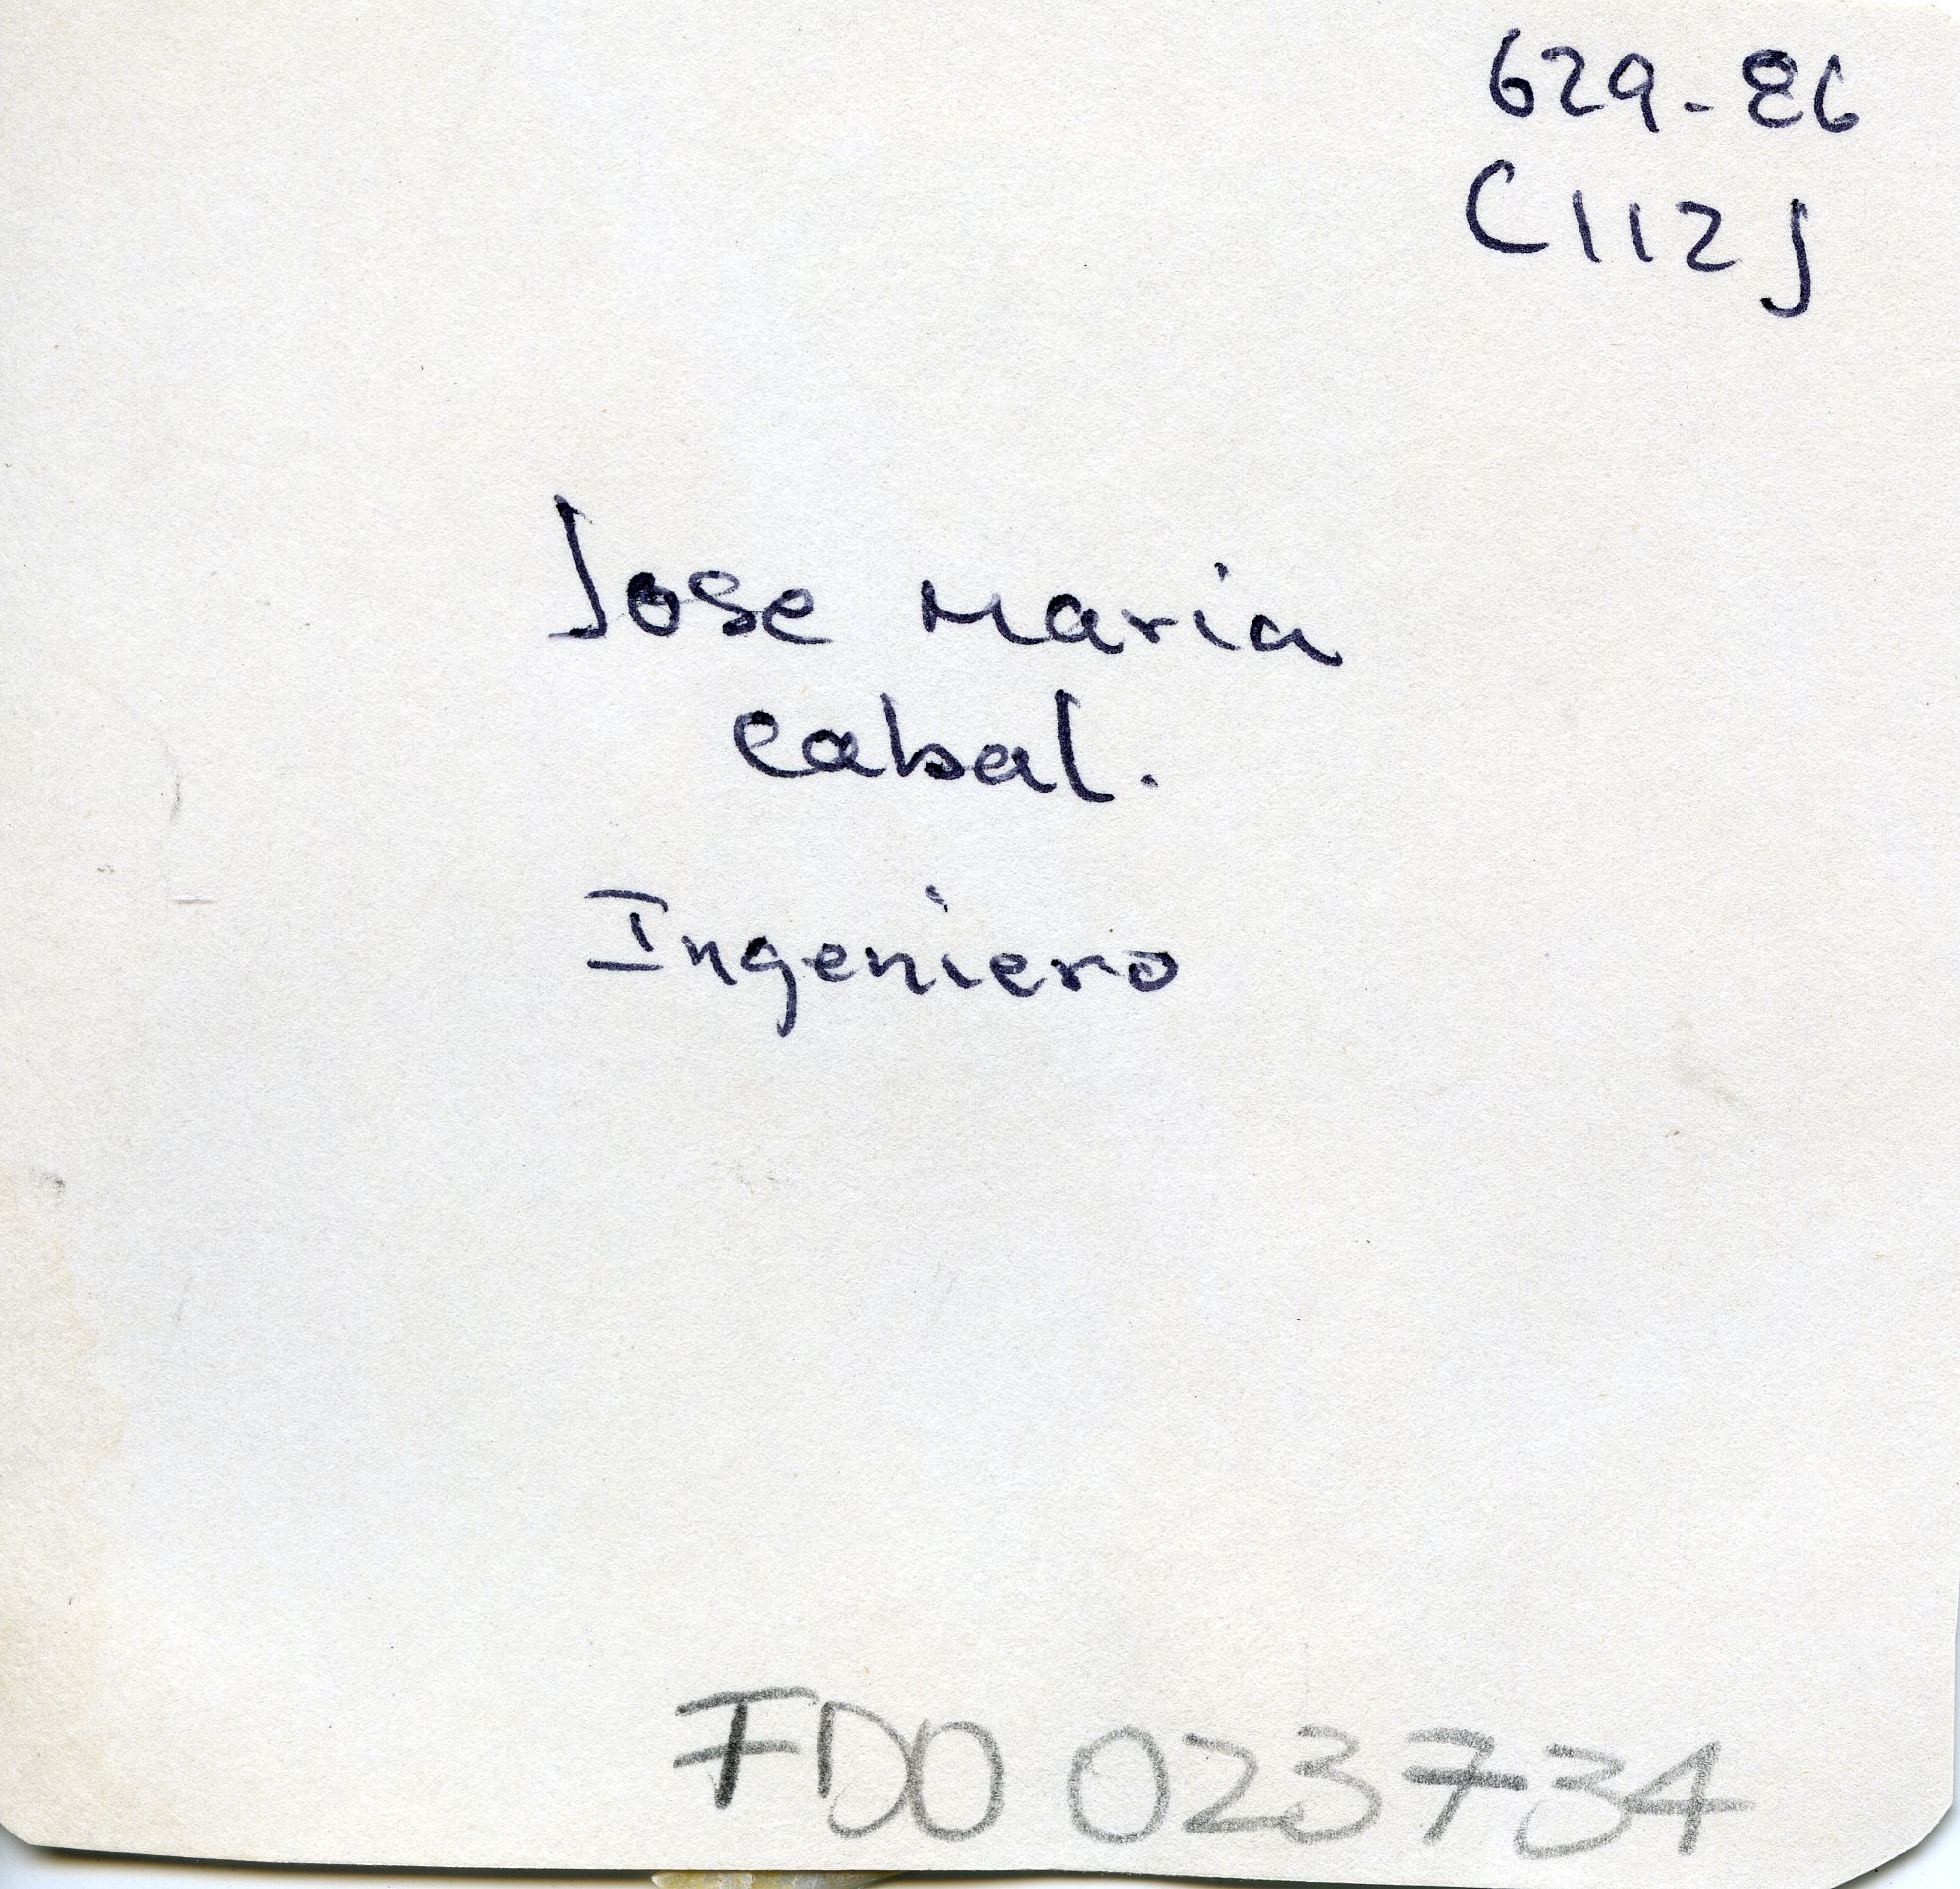 629-86
C112J
Jose Maria
Cabal.
Ingeniero
FDO 023734